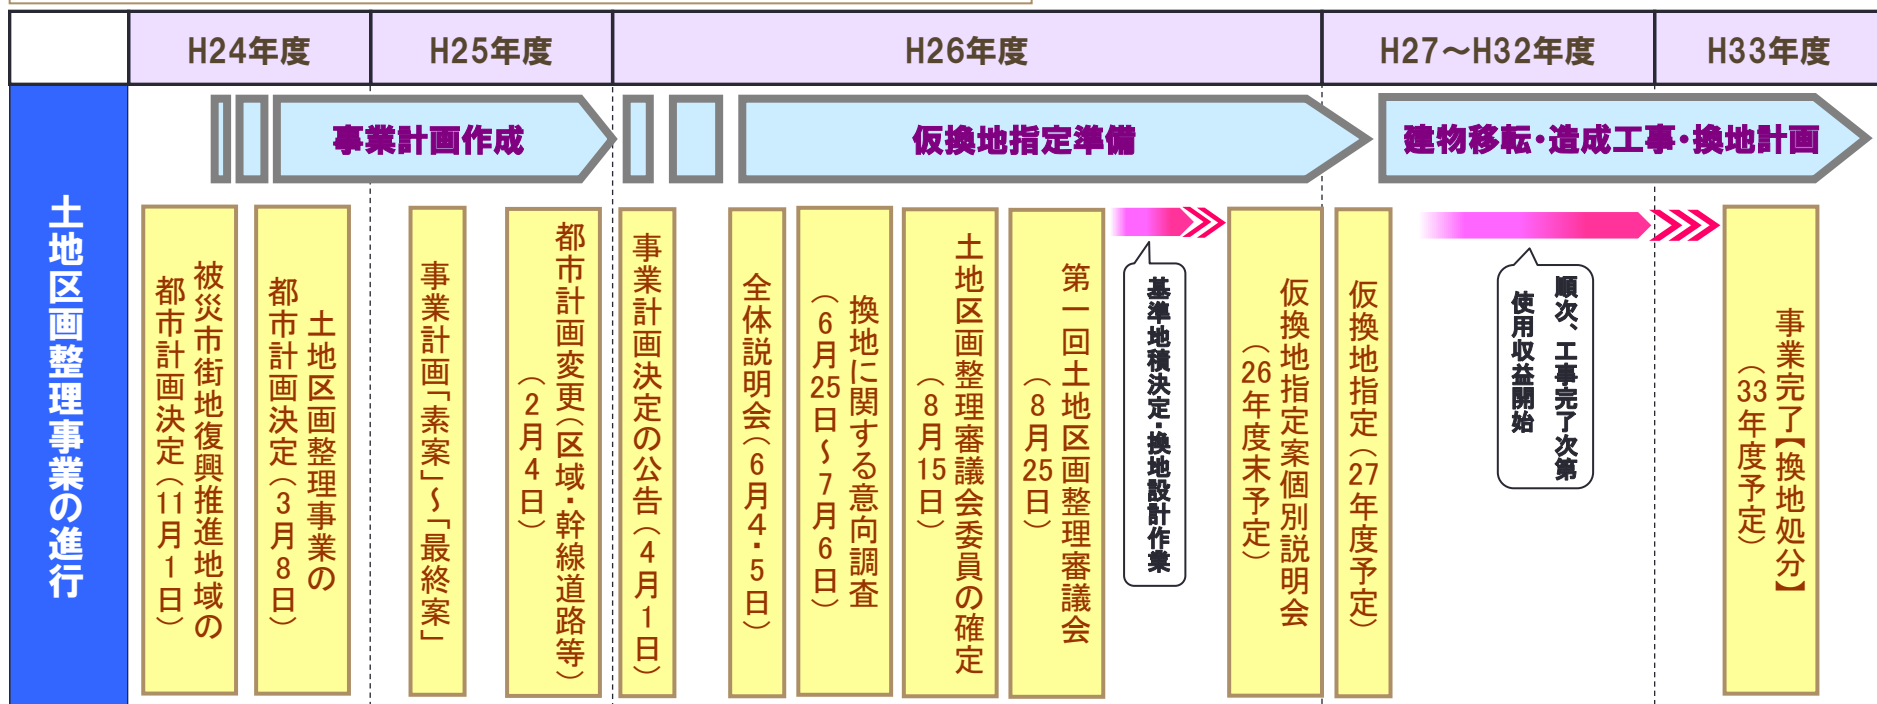 H24年度
H25年度
H26年度
H27～H32年度
H33年度
事業計画作成
仮換地指定準備
建物移転・造成工事・換地計画
土地区画整理事業の進行
被災市街地復興推進地域の
都市計画決定（11月1日）
土地区画整理事業の
都市計画決定（3月8日）
事業計画「素案」～「最終案」
都市計画変更（区域・幹線道路等）
（2月4日）
事業計画決定の公告（4月1日）
全体説明会（6月4・5日）
換地に関する意向調査
（6月25日～7月6日）
土地区画整理審議会委員の確定
（8月15日）
第一回土地区画整理審議会
（8月25日）
基準地積決定・換地設計作業
仮換地指定案個別説明会
（26年度末予定）
仮換地指定（27年度予定）
順次、工事完了次第
使用収益開始
事業完了【換地処分】
（33年度予定）